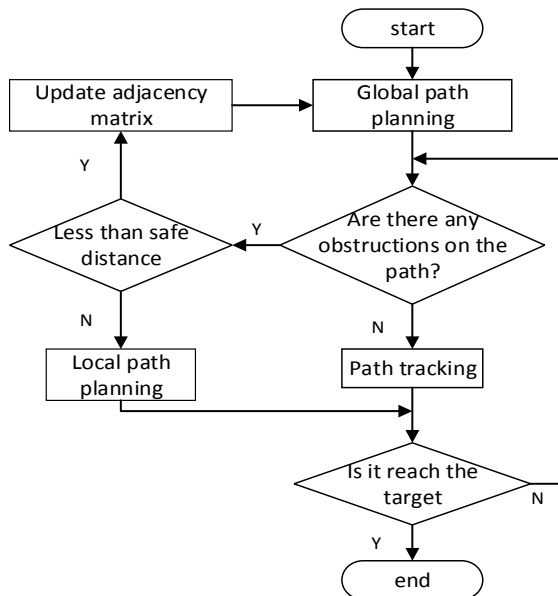 start
Update adjacency
matrix
Global path
planning
Y
Less than safe
distance
Y
Are there any
obstructions on the
path?
N
N
Local path
planning
Path tracking
Is it reach the
target
N
Y
end